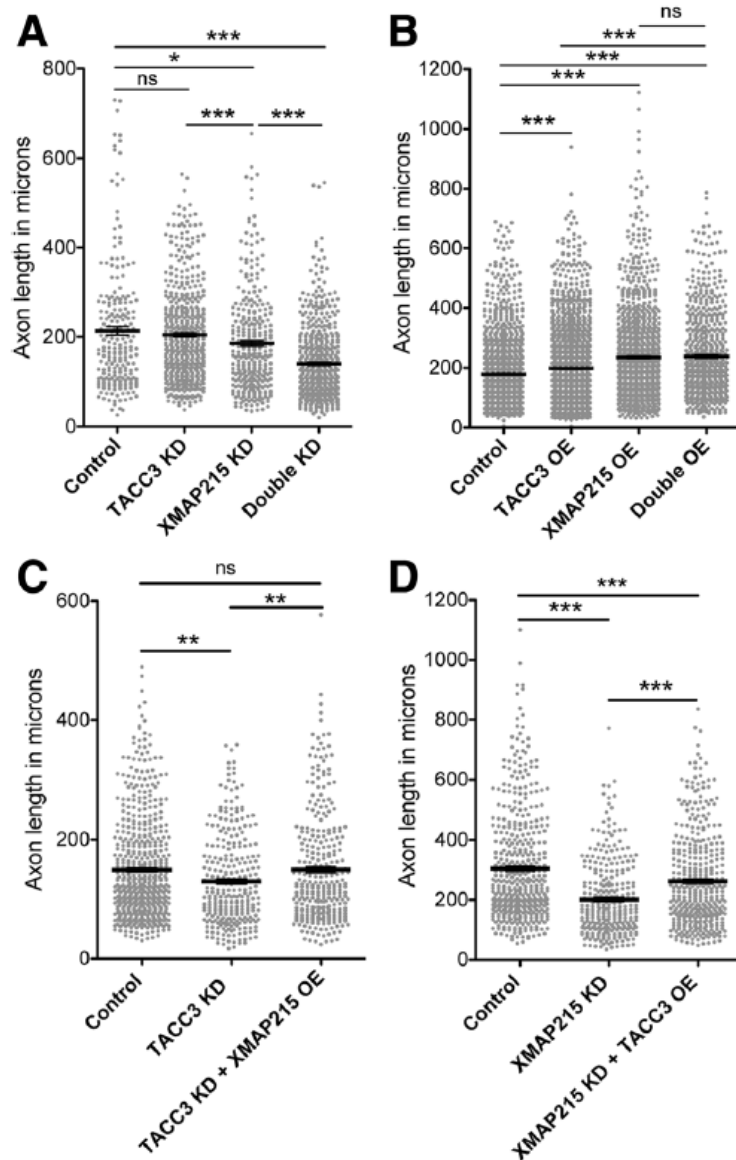 A
Axon length in microns
800
600
400
200
0
***
*
ns
***
***
Control
TACC3 KD
XMAP215 KD
Double KD
B
Axon length in microns
1200
1000
800
600
400
200
0
ns
***
***
***
***
Control
TACC3 OE
XMAP215 OE
Double OE
C
Axon length in microns
600
400
200
0
ns
**
**
Control
TACC3 KD
TACC3 KD + XMAP215 OE
D
Axon length in microns
1200
1000
800
600
400
200
0
***
***
***
Control
XMAP215 KD
XMAP215 KD + TACC3 OE